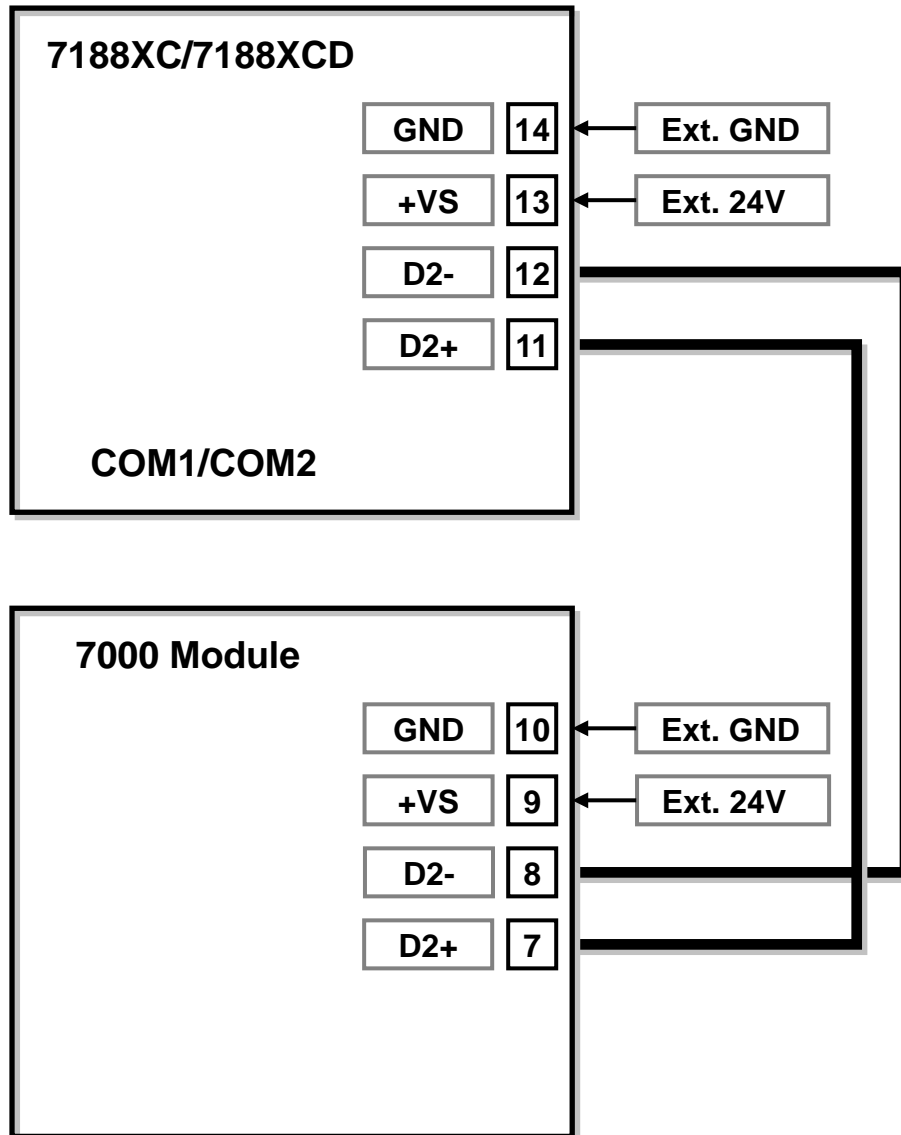 7188XC/7188XCD
GND 14 Ext. GND
+VS 13 Ext. 24V
D2- 12
D2+ 11
COM1/COM2
7000 Module
GND 10 Ext. GND
+VS 9 Ext. 24V
D2- 8
D2+ 7